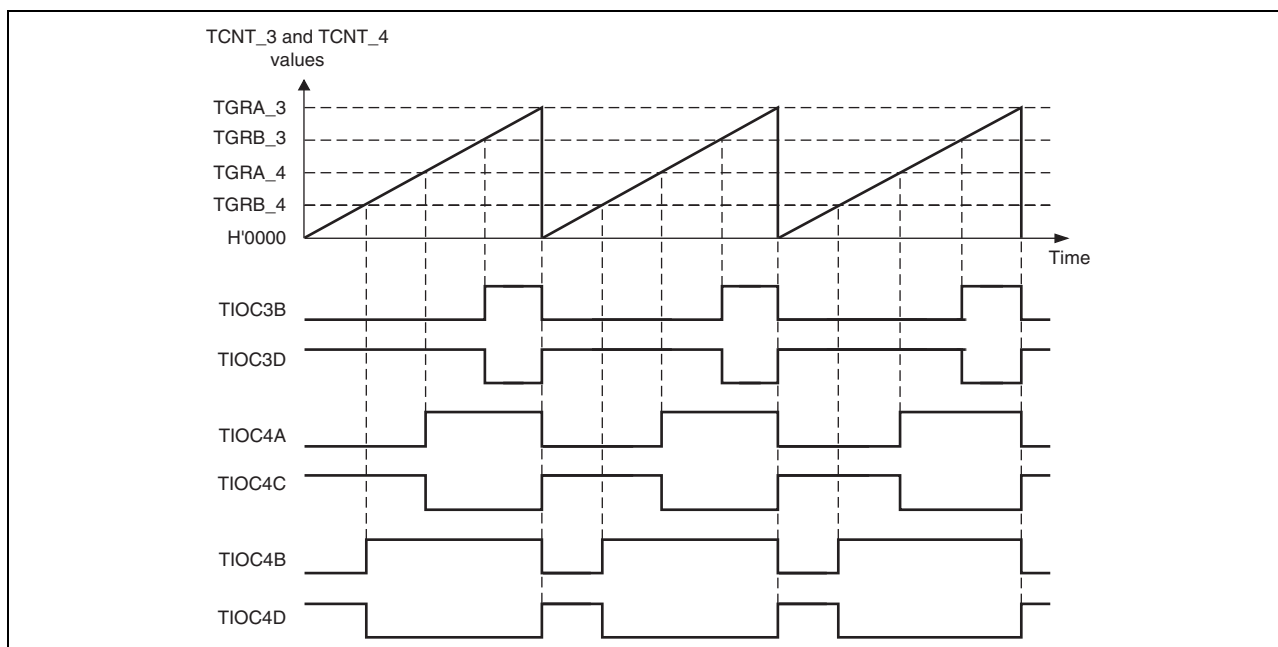 TCNT_3 and TCNT_4
values
TGRA_3
TGRB_3
TGRA_4
TGRB_4
H'0000
Time
TIOC3B
TIOC3D
TIOC4A
TIOC4C
TIOC4B
TIOC4D